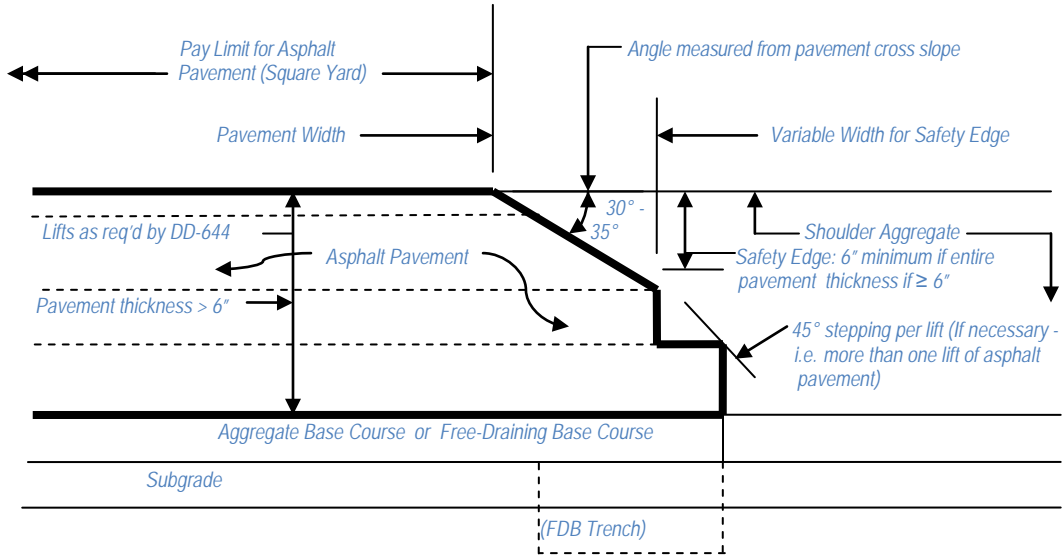 Pay Limit for Asphalt
Pavement (Square Yard)
Angle measured from pavement cross slope
Pavement Width
Variable Width for Safety Edge
30° -
35°
Lifts as req'd by DD-644
Shoulder Aggregate
Asphalt Pavement
Safety Edge: 6" minimum if entire
pavement thickness if ≥ 6"
Pavement thickness > 6"
45° stepping per lift (If necessary -
i.e. more than one lift of asphalt
pavement)
Aggregate Base Course or Free-Draining Base Course
Subgrade
(FDB Trench)